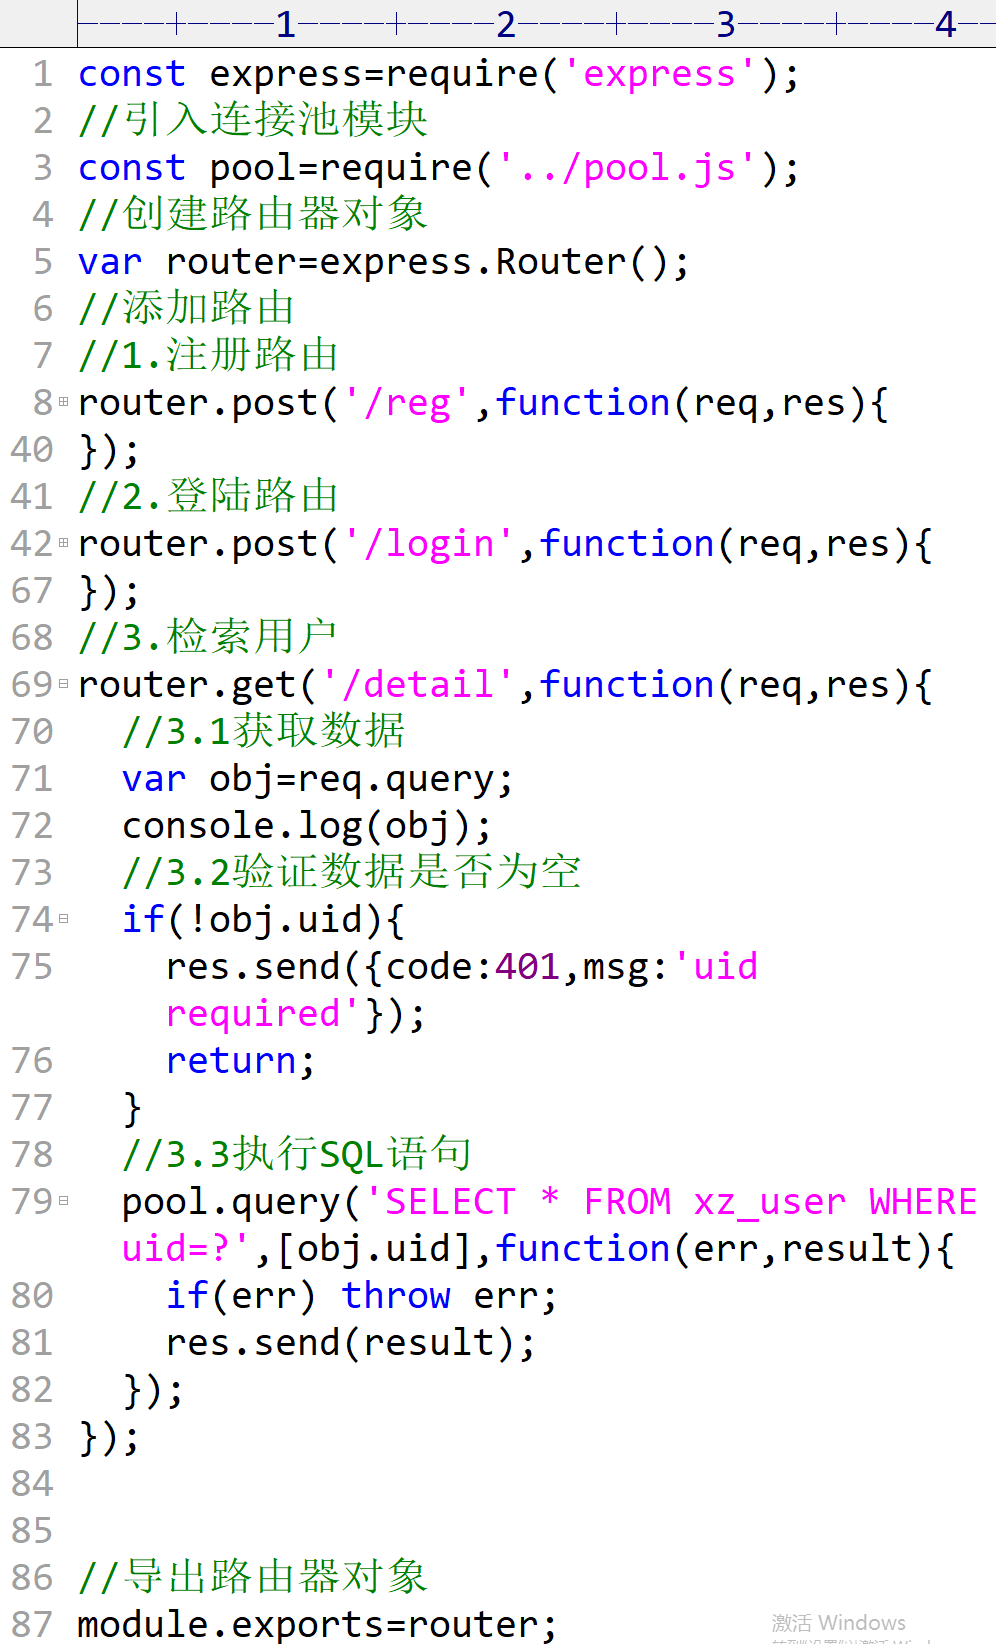 1 2 3 4
1 const express=require('express');
2 //引入连接池模块
3 const pool=require('../pool.js');
4 //创建路由器对象
5 var router=express.Router();
6 //添加路由
7 //1.注册路由
8 router.post('/reg',function(req,res){
40 });
41 //2.登陆路由
42 router.post('/login',function(req,res){
67 });
68 //3.检索用户
69 router.get('/detail',function(req,res){
70 //3.1获取数据
71 var obj=req.query;
72 console.log(obj);
73 //3.2验证数据是否为空
74 if(!obj.uid){
75 res.send({code:401,msg:'uid
required'});
76 return;
77 }
78 //3.3执行SQL语句
79 pool.query('SELECT * FROM xz_user WHERE
uid=?',[obj.uid],function(err,result){
80 if(err) throw err;
81 res.send(result);
82 });
83 });
84
85
86 //导出路由器对象
87 module.exports=router;
激活 Windows